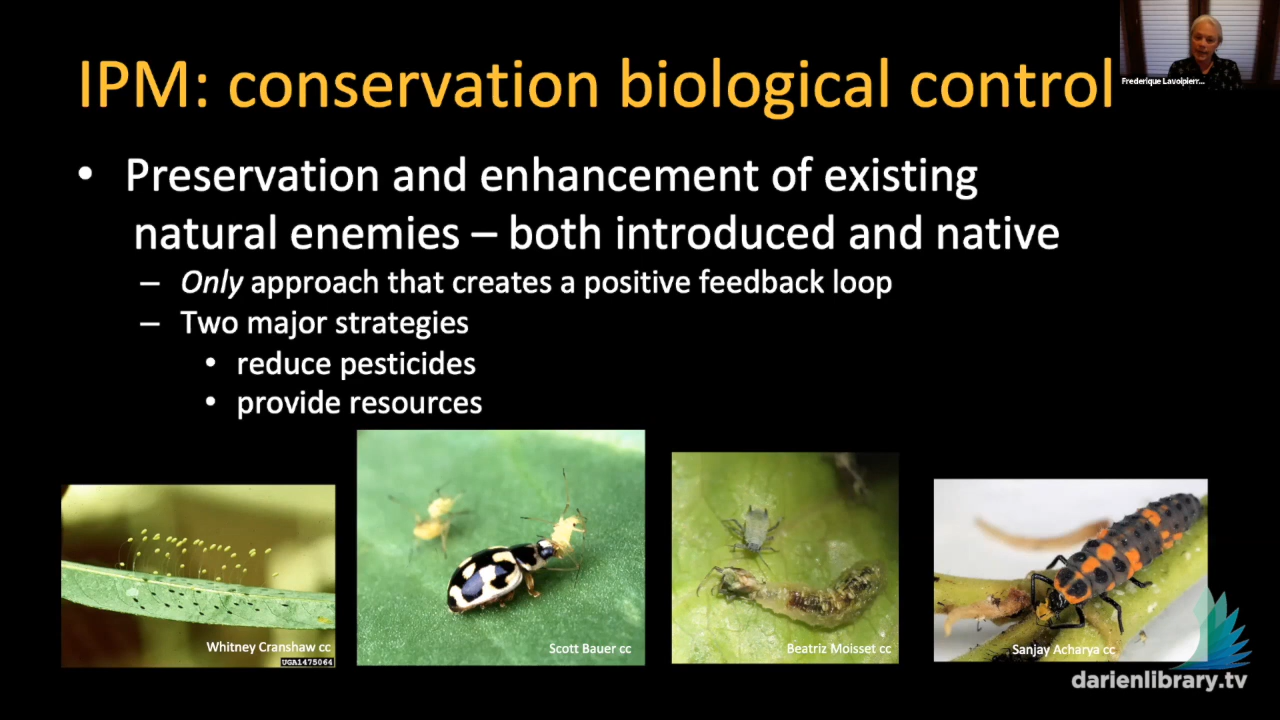 IPM: conservation biological control
Frederique Lavoipierr...
• Preservation and enhancement of existing
natural enemies – both introduced and native
– Only approach that creates a positive feedback loop
– Two major strategies
• reduce pesticides
• provide resources
Whitney Cranshaw cc
UGA1475064
Scott Bauer cc
Beatriz Moisset cc
Sanjay Acharya cc
darienlibrary.tv